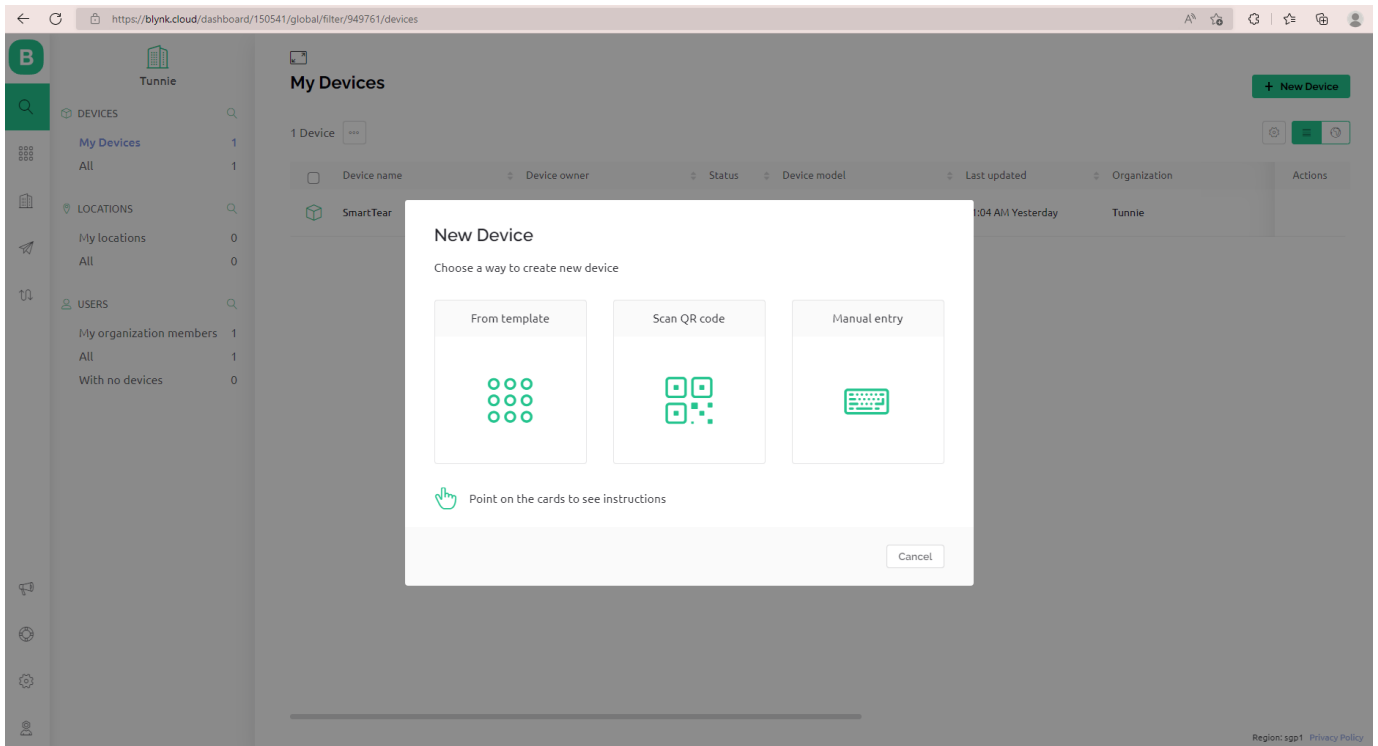 https://blynk.cloud/dashboard/150541/global/filter/949761/devices
B
Tunnie
My Devices
+ New Device
DEVICES
My Devices 1
All 1
1 Device
Device name Device owner Status Device model Last updated Organization Actions
SmartTear 1:04 AM Yesterday Tunnie
LOCATIONS
My locations 0
All 0
USERS
My organization members 1
All 1
With no devices 0
New Device
Choose a way to create new device
From template Scan QR code Manual entry
Point on the cards to see instructions
Cancel
Region: sgp1 Privacy Policy